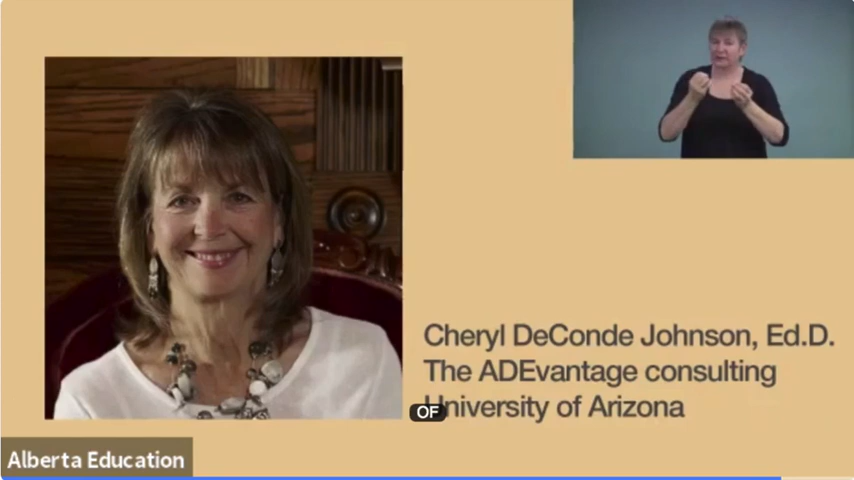 Cheryl DeConde Johnson, Ed.D.
The ADEvantage consulting
University of Arizona
OF
Alberta Education